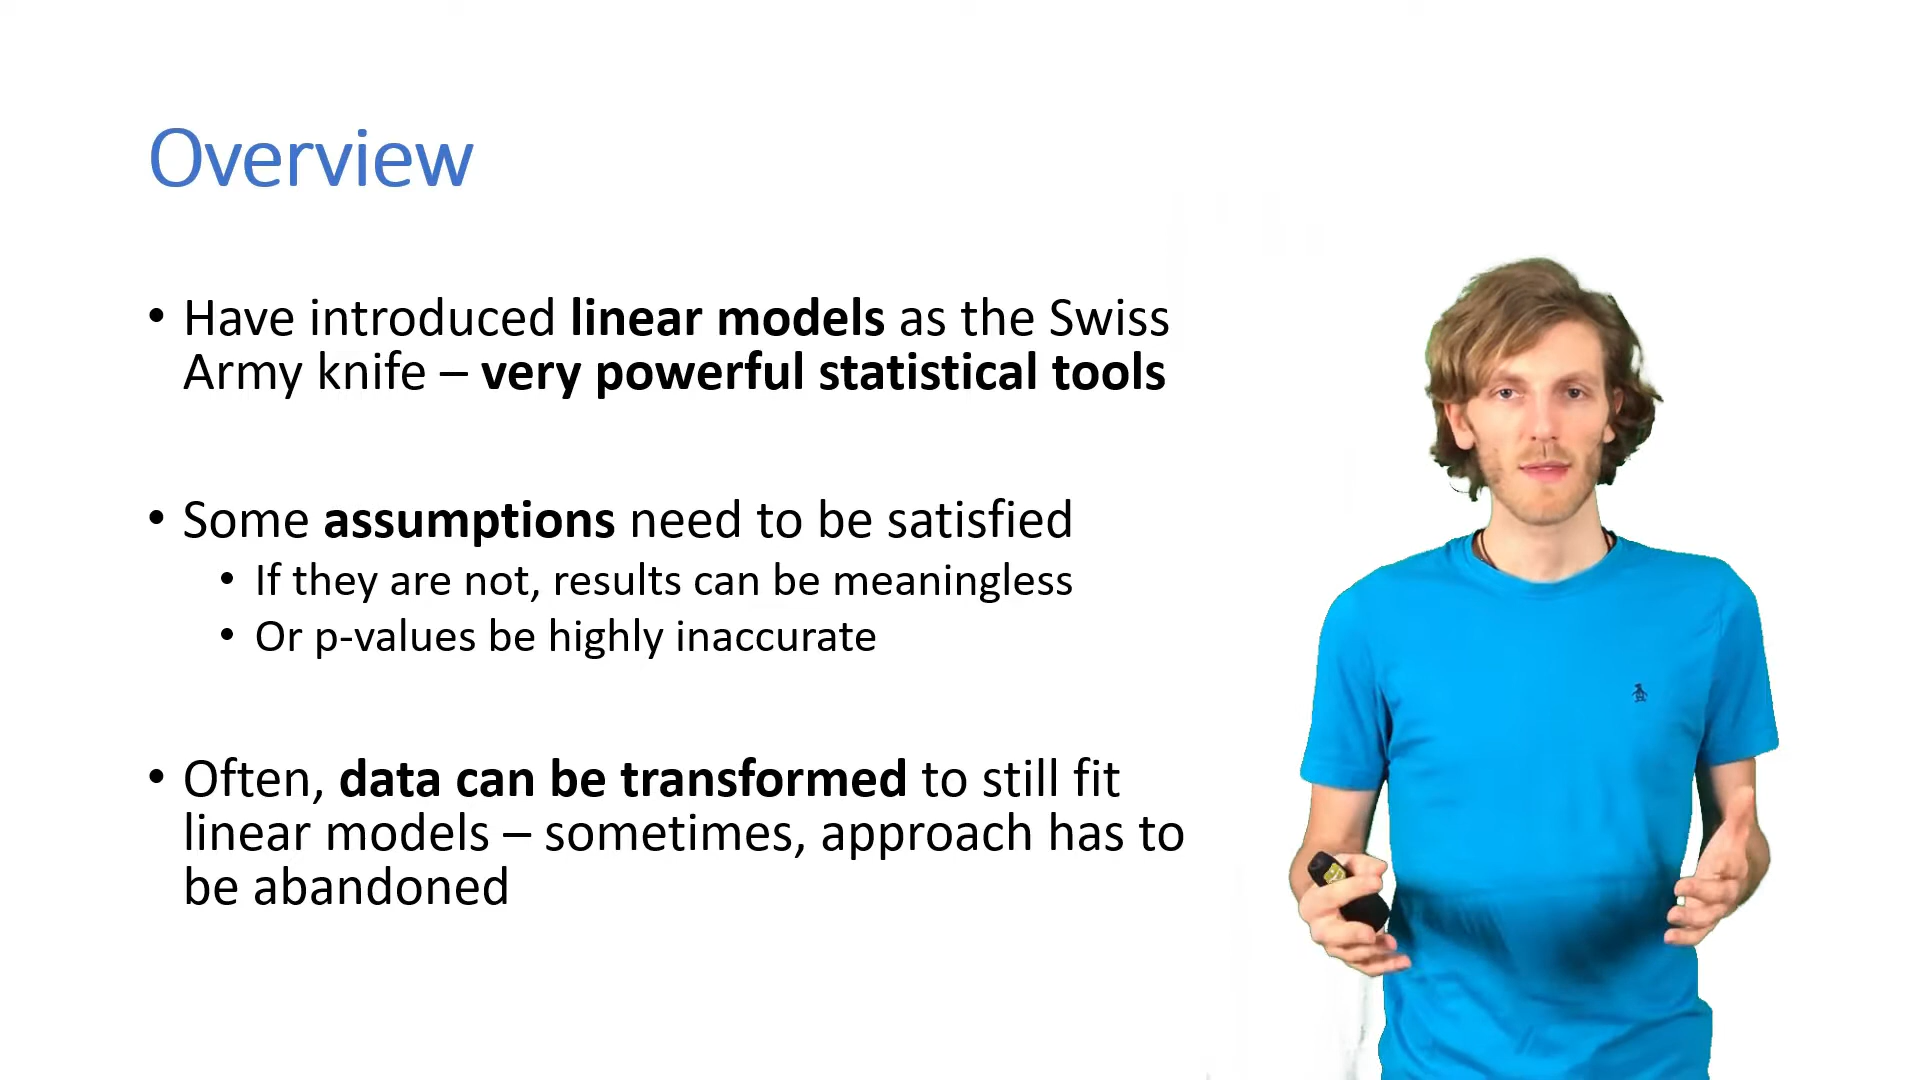 Overview
• Have introduced linear models as the Swiss
Army knife – very powerful statistical tools
• Some assumptions need to be satisfied
• If they are not, results can be meaningless
• Or p-values be highly inaccurate
• Often, data can be transformed to still fit
linear models – sometimes, approach has to
be abandoned